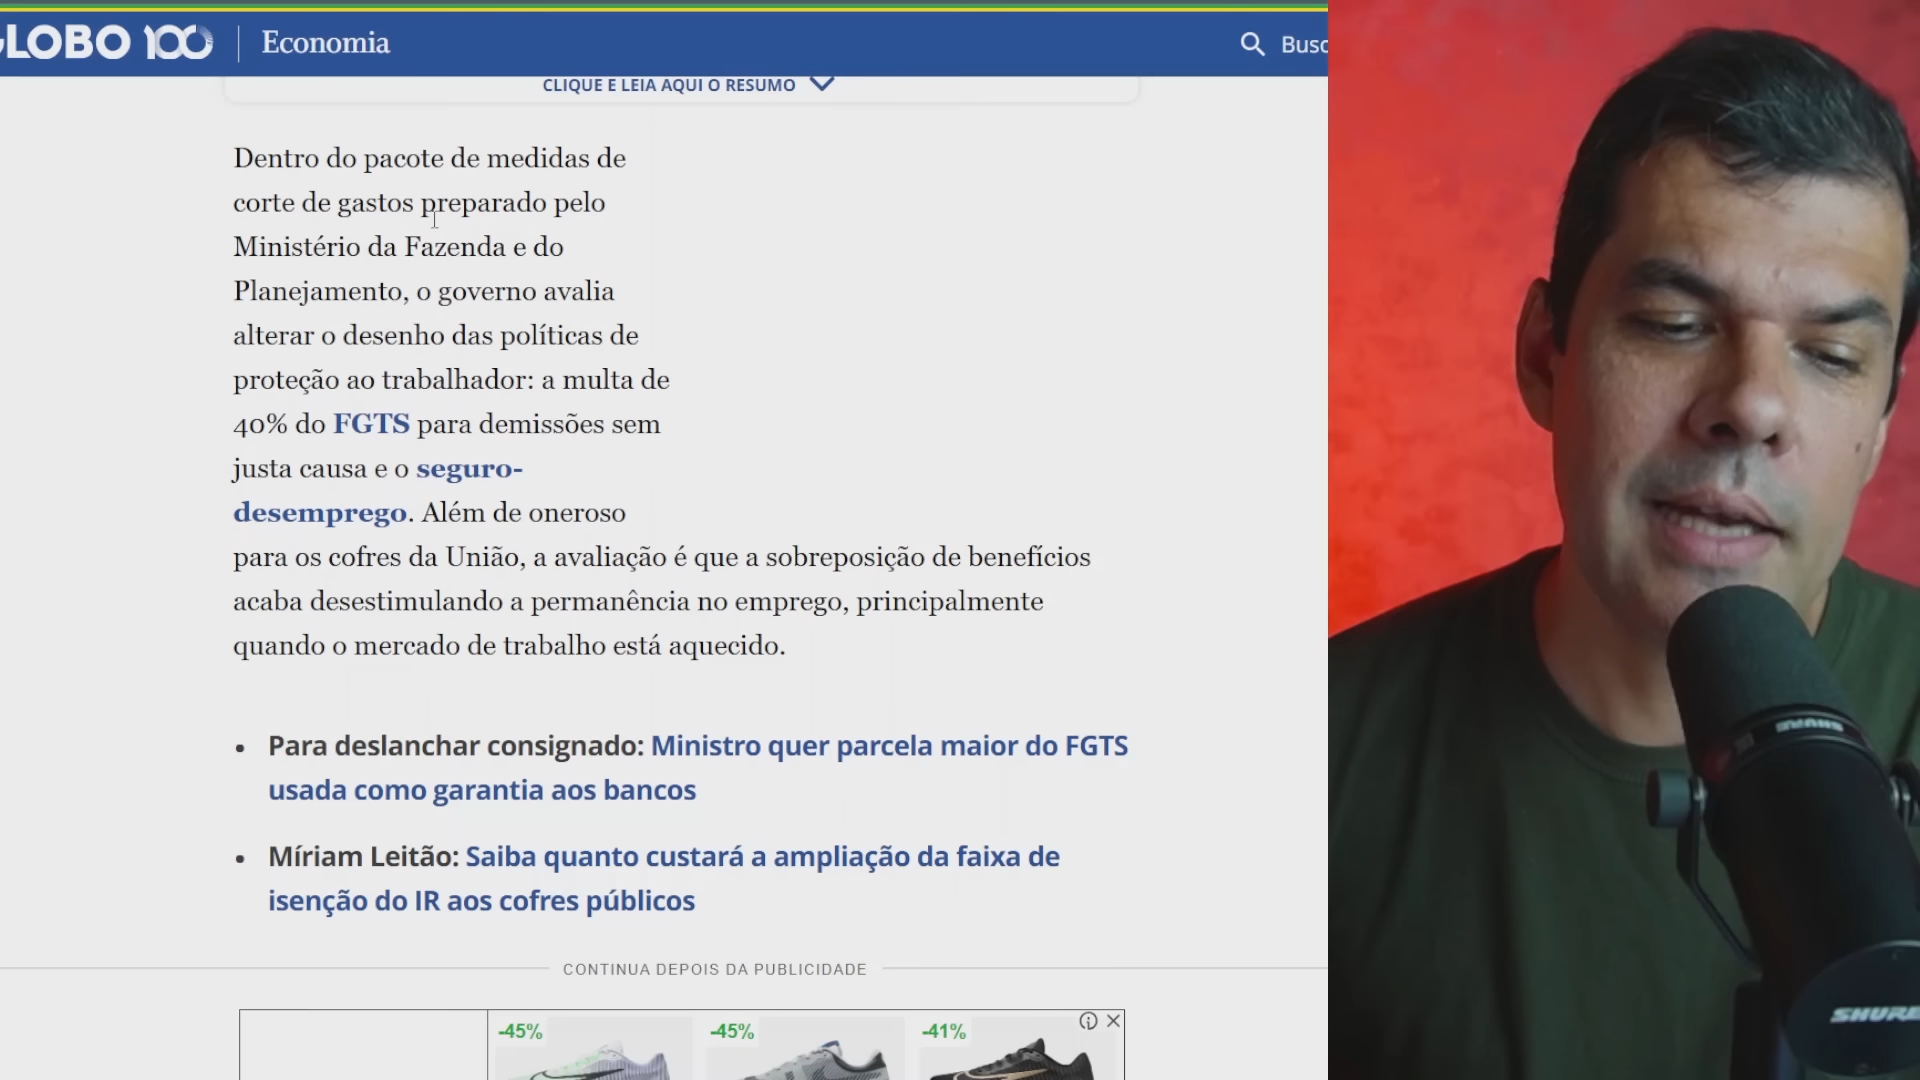 GLOBO 100
Economia
Busc
CLIQUE E LEIA AQUI O RESUMO
Dentro do pacote de medidas de
corte de gastos preparado pelo
Ministério da Fazenda e do
Planejamento, o governo avalia
alterar o desenho das políticas de
proteção ao trabalhador: a multa de
40% do FGTS para demissões sem
justa causa e o seguro-
desemprego. Além de oneroso
para os cofres da União, a avaliação é que a sobreposição de benefícios
acaba desestimulando a permanência no emprego, principalmente
quando o mercado de trabalho está aquecido.
• Para deslanchar consignado: Ministro quer parcela maior do FGTS
usada como garantia aos bancos
• Míriam Leitão: Saiba quanto custará a ampliação da faixa de
isenção do IR aos cofres públicos
CONTINUA DEPOIS DA PUBLICIDADE
-45%
-45%
-41%
SHURE
SHURE